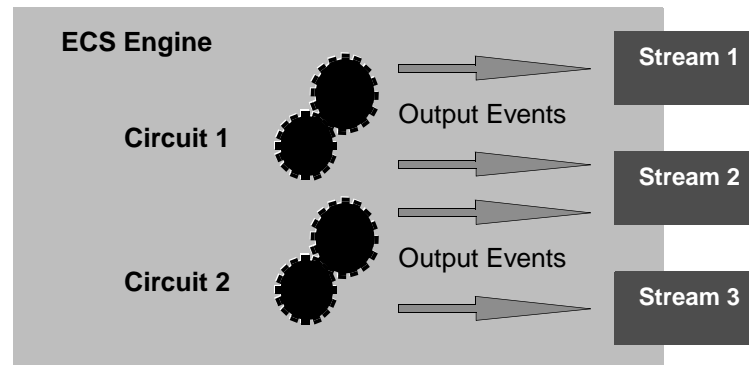 ECS Engine
Stream 1
Output Events
Circuit 1
Stream 2
Output Events
Circuit 2
Stream 3